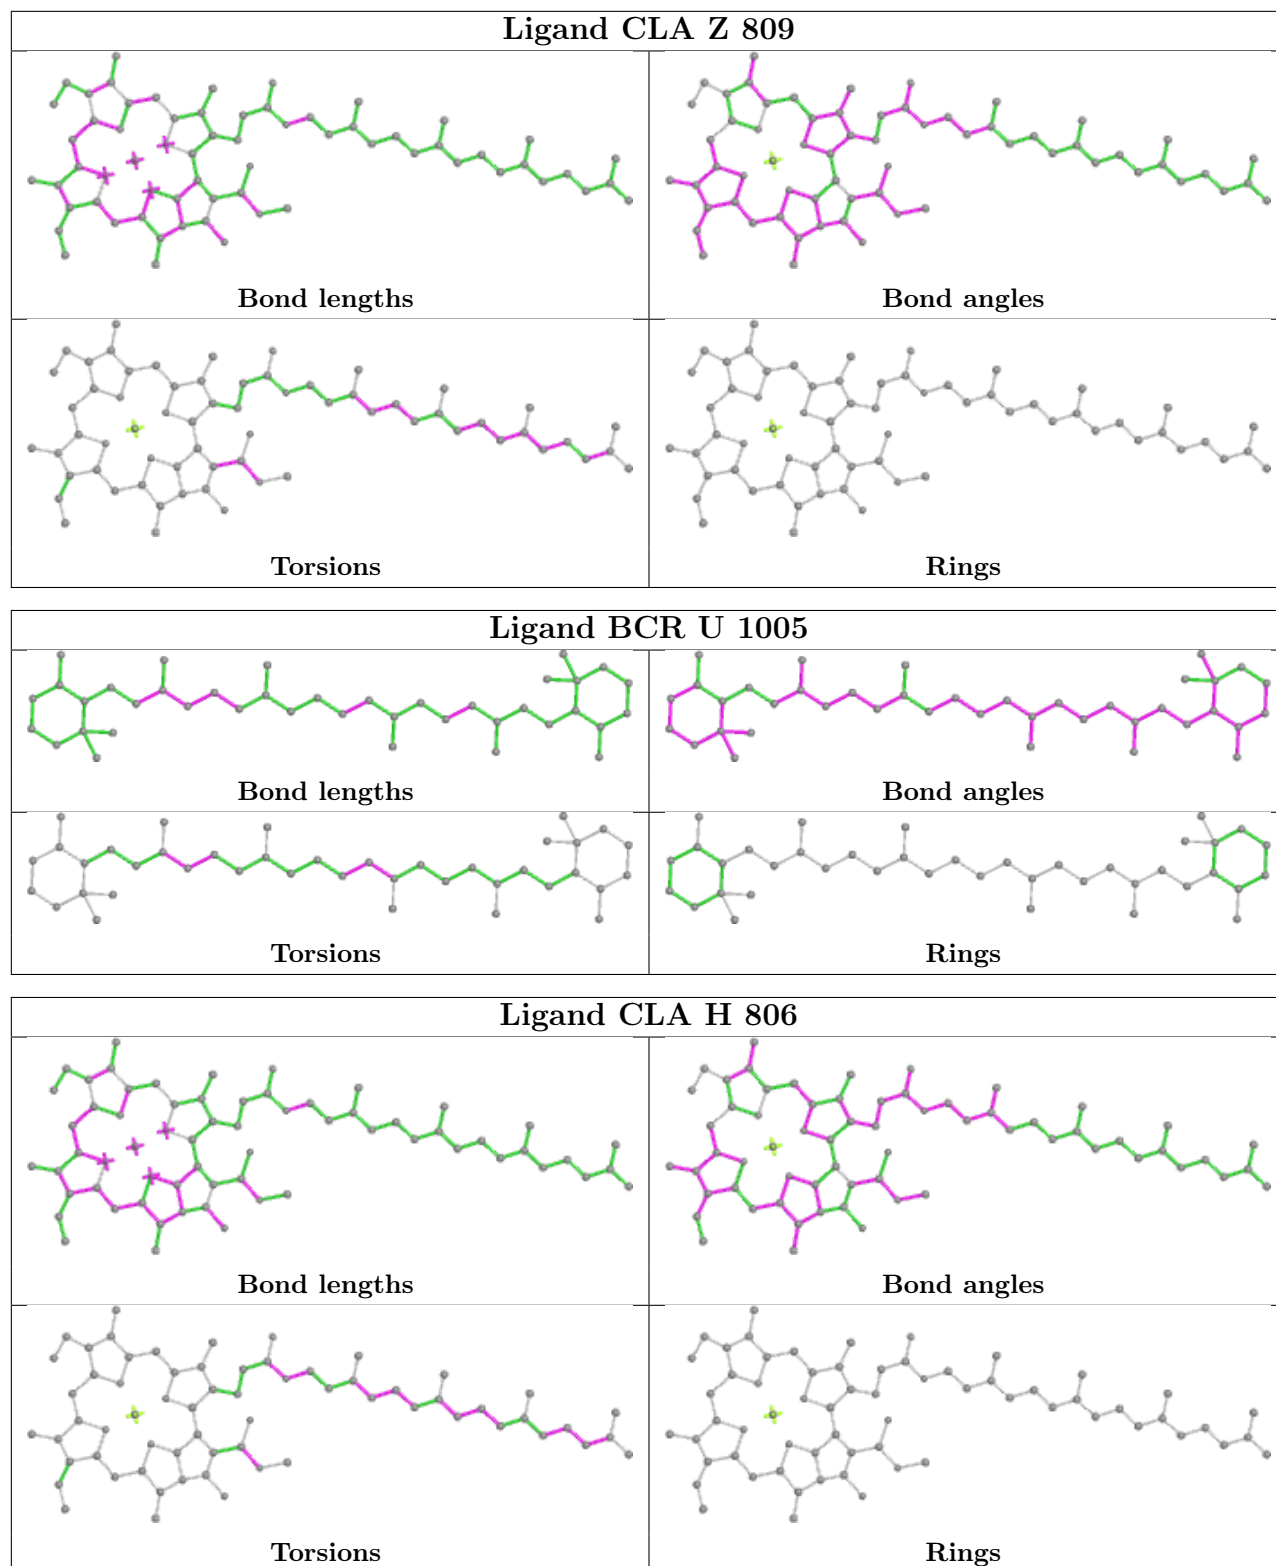 Ligand CLA Z 809
Bond lengths
Bond angles
Torsions
Rings
Ligand BCR U 1005
Bond lengths
Bond angles
Torsions
Rings
Ligand CLA H 806
Bond lengths
Bond angles
Torsions
Rings